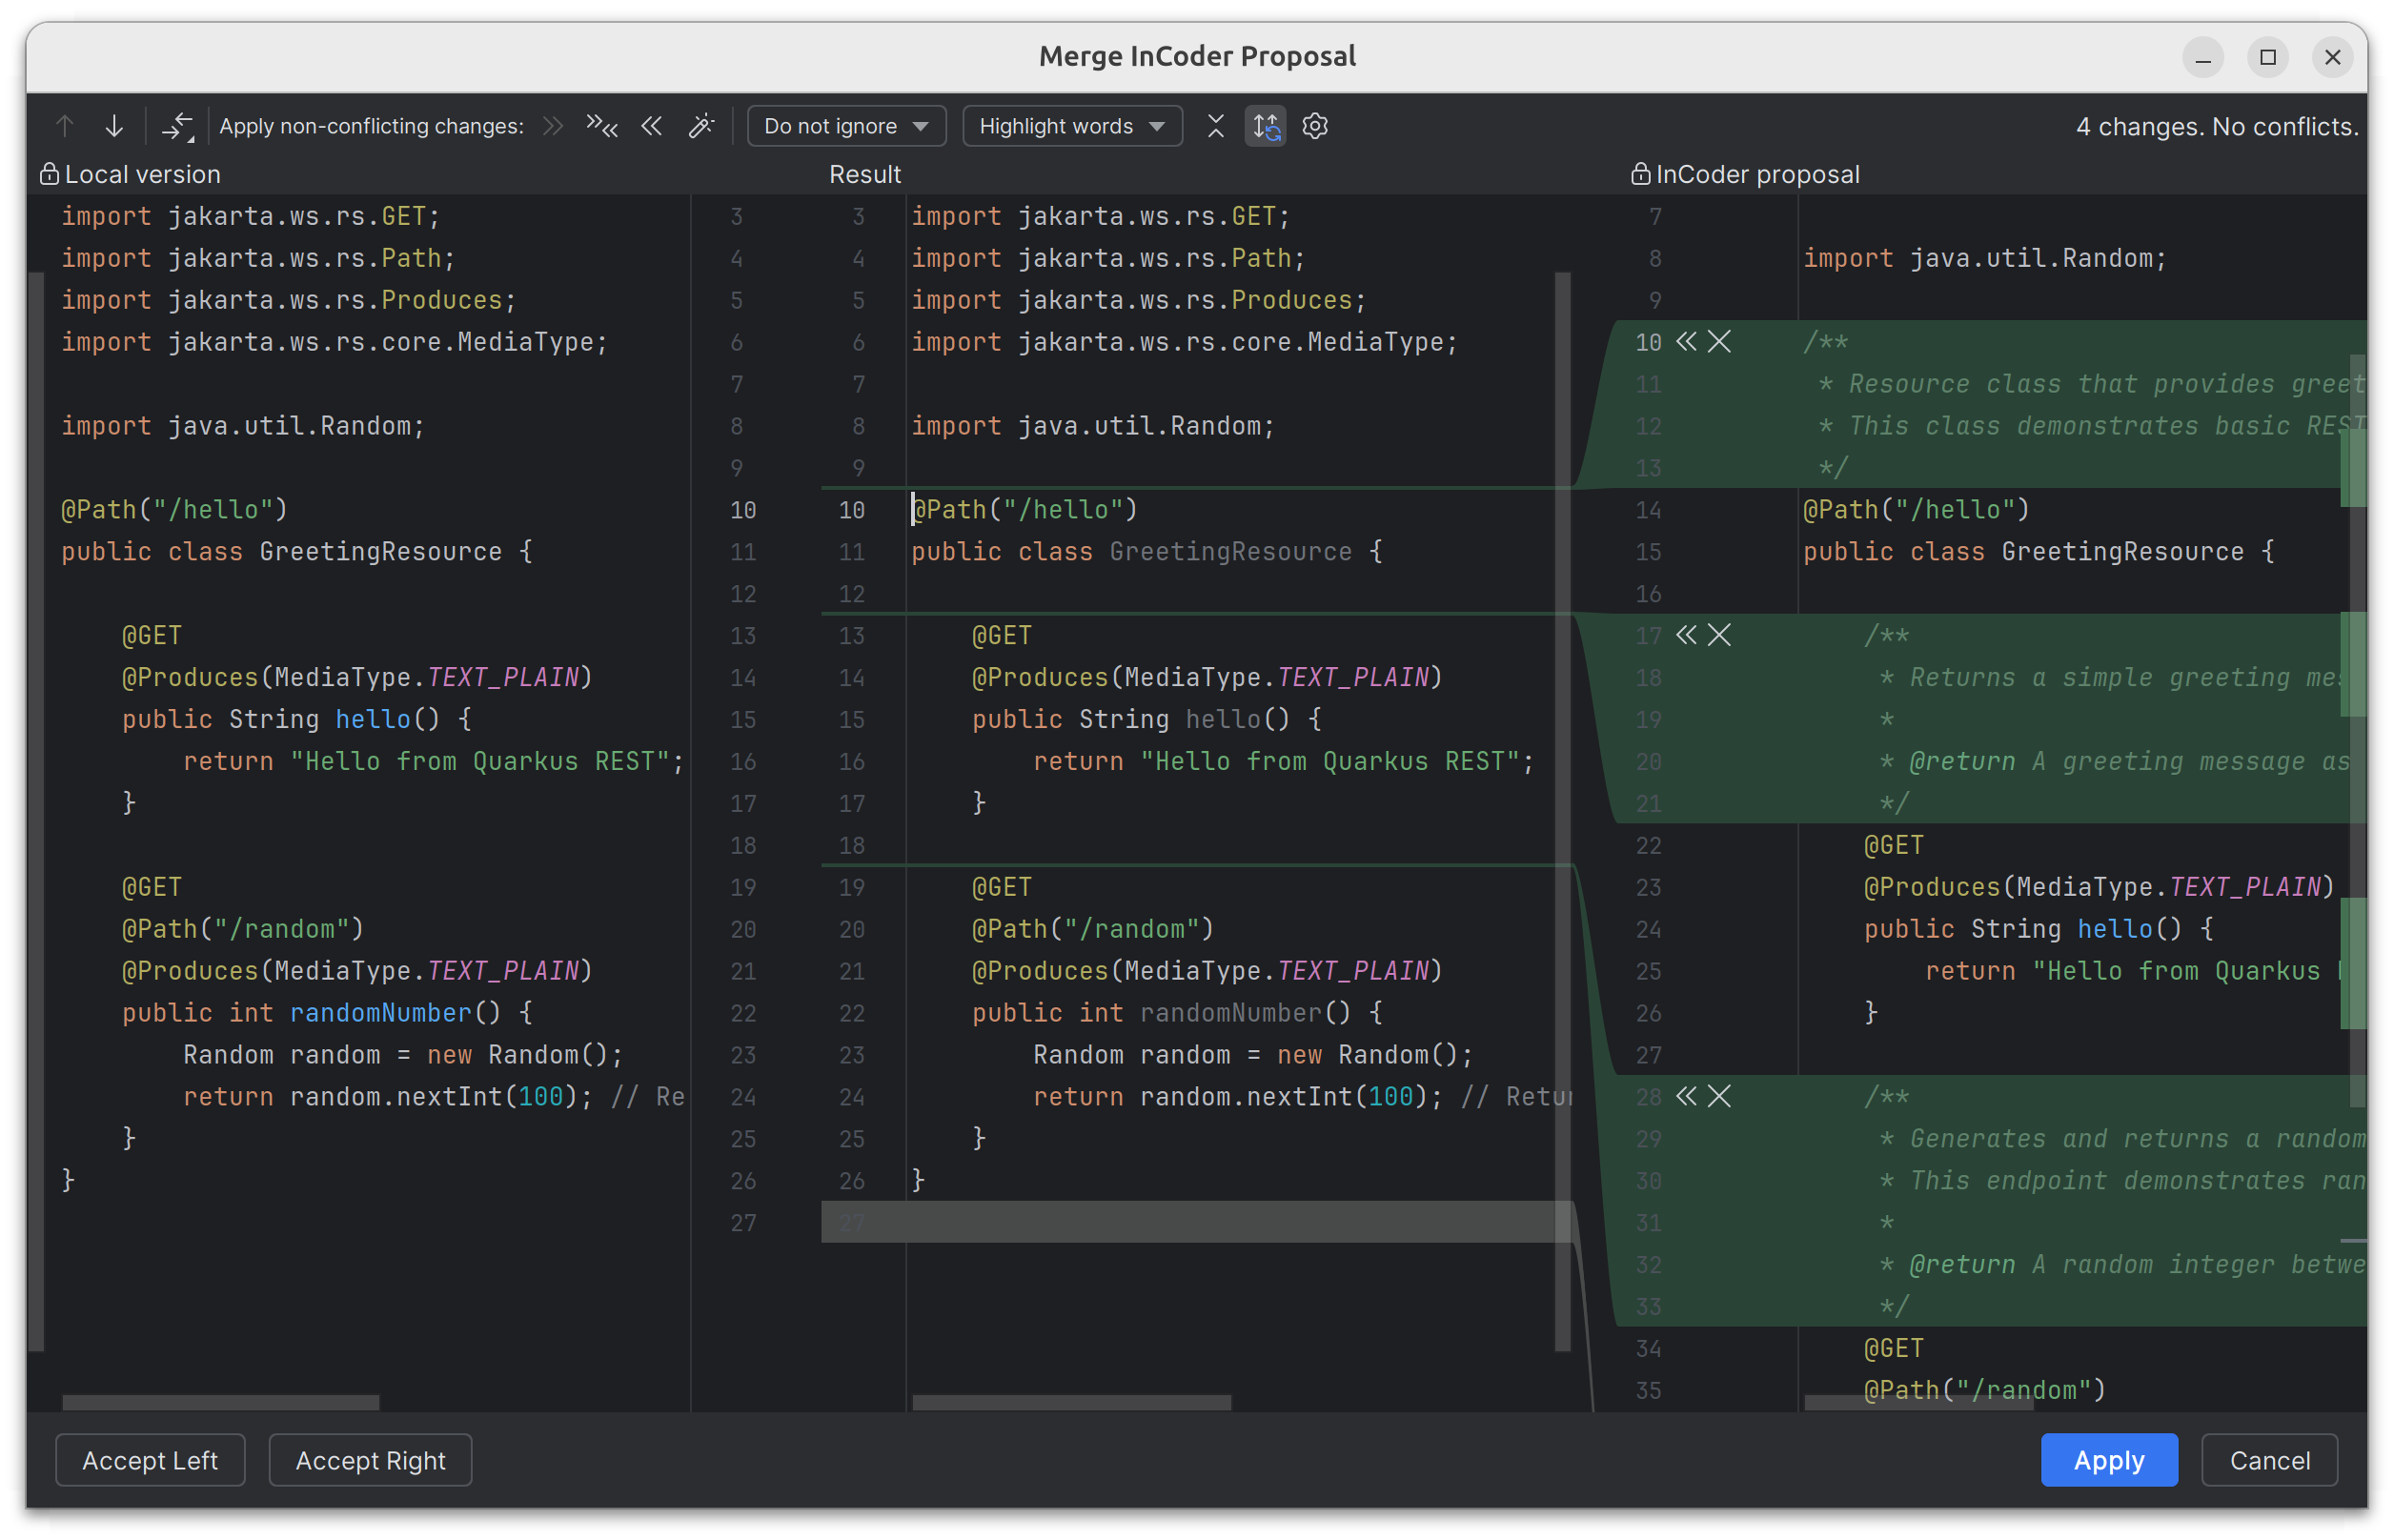 Merge InCoder Proposal
Apply non-conflicting changes:
Do not ignore
Highlight words
4 changes. No conflicts.
Local version
import jakarta.ws.rs.GET;
import jakarta.ws.rs.Path;
import jakarta.ws.rs.Produces;
import jakarta.ws.rs.core.MediaType;
import java.util.Random;
@Path("/hello")
public class GreetingResource {
@GET
@Produces(MediaType.TEXT_PLAIN)
public String hello() {
return "Hello from Quarkus REST";
}
@GET
@Path("/random")
@Produces(MediaType.TEXT_PLAIN)
public int randomNumber() {
Random random = new Random();
return random.nextInt(100); // Re
}
}
3
4
5
6
7
8
9
10
11
12
13
14
15
16
17
18
19
20
21
22
23
24
25
26
27
Result
3 import jakarta.ws.rs.GET;
4 import jakarta.ws.rs.Path;
5 import jakarta.ws.rs.Produces;
6 import jakarta.ws.rs.core.MediaType;
7
8 import java.util.Random;
9
10 @Path("/hello")
11 public class GreetingResource {
12
13 @GET
14 @Produces(MediaType.TEXT_PLAIN)
15 public String hello() {
16 return "Hello from Quarkus REST";
17 }
18
19 @GET
20 @Path("/random")
21 @Produces(MediaType.TEXT_PLAIN)
22 public int randomNumber() {
23 Random random = new Random();
24 return random.nextInt(100); // Retur
25 }
26 }
27
InCoder proposal
7
8 import java.util.Random;
9
10 /**
11 * Resource class that provides greet
12 * This class demonstrates basic REST
13 */
14 @Path("/hello")
15 public class GreetingResource {
16
17 /**
18 * Returns a simple greeting mes
19 *
20 * @return A greeting message as
21 */
22 @GET
23 @Produces(MediaType.TEXT_PLAIN)
24 public String hello() {
25 return "Hello from Quarkus
26 }
27
28 /**
29 * Generates and returns a random
30 * This endpoint demonstrates ran
31 *
32 * @return A random integer betwe
33 */
34 @GET
35 @Path("/random")
Accept Left
Accept Right
Apply
Cancel